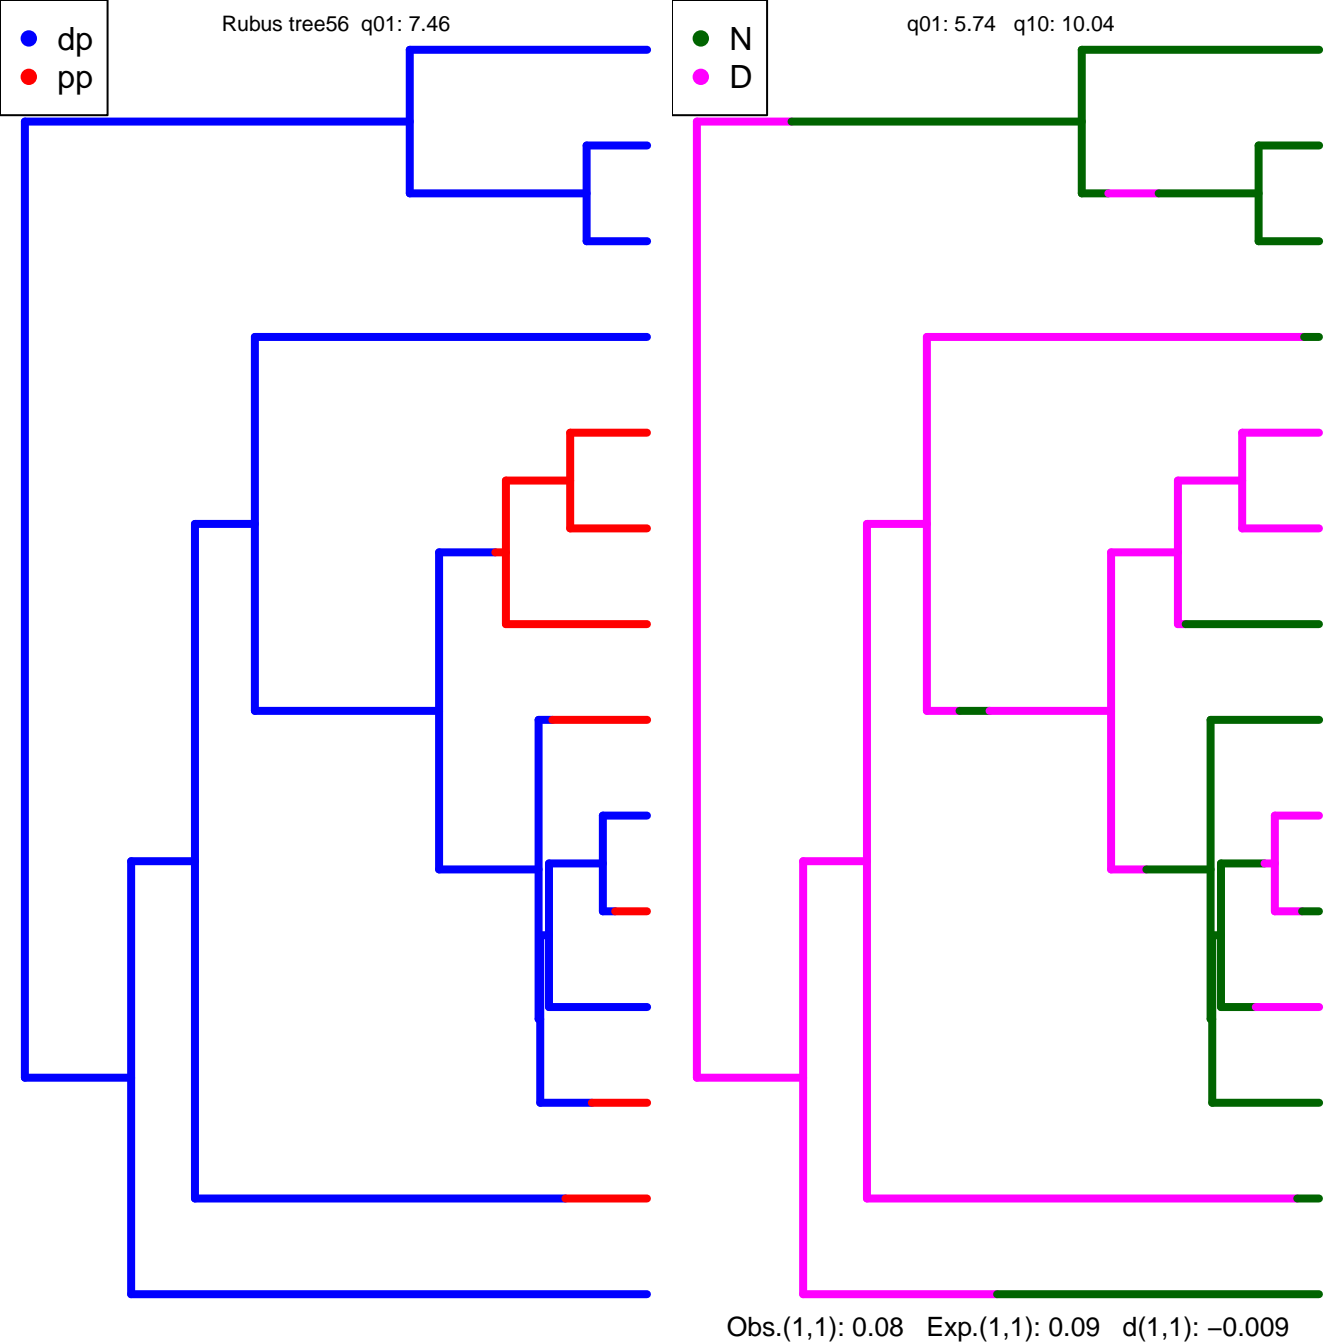 Rubus tree56  q01: 7.46
dp
pp
q01: 5.74   q10: 10.04
N
D
Obs.(1,1): 0.08   Exp.(1,1): 0.09   d(1,1): −0.009